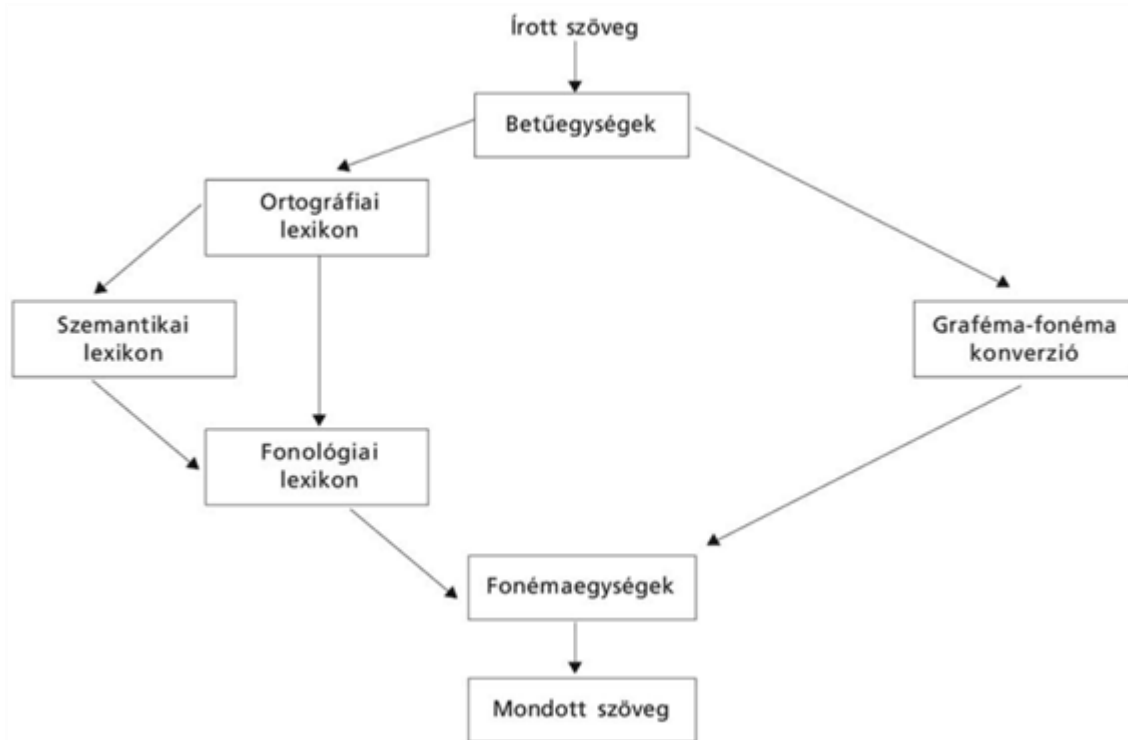 Írott szöveg
Betűegységek
Ortográfiai
lexikon
Szemantikai
lexikon
Graféma-fonéma
konverzió
Fonológiai
lexikon
Fonémaegységek
Mondott szöveg